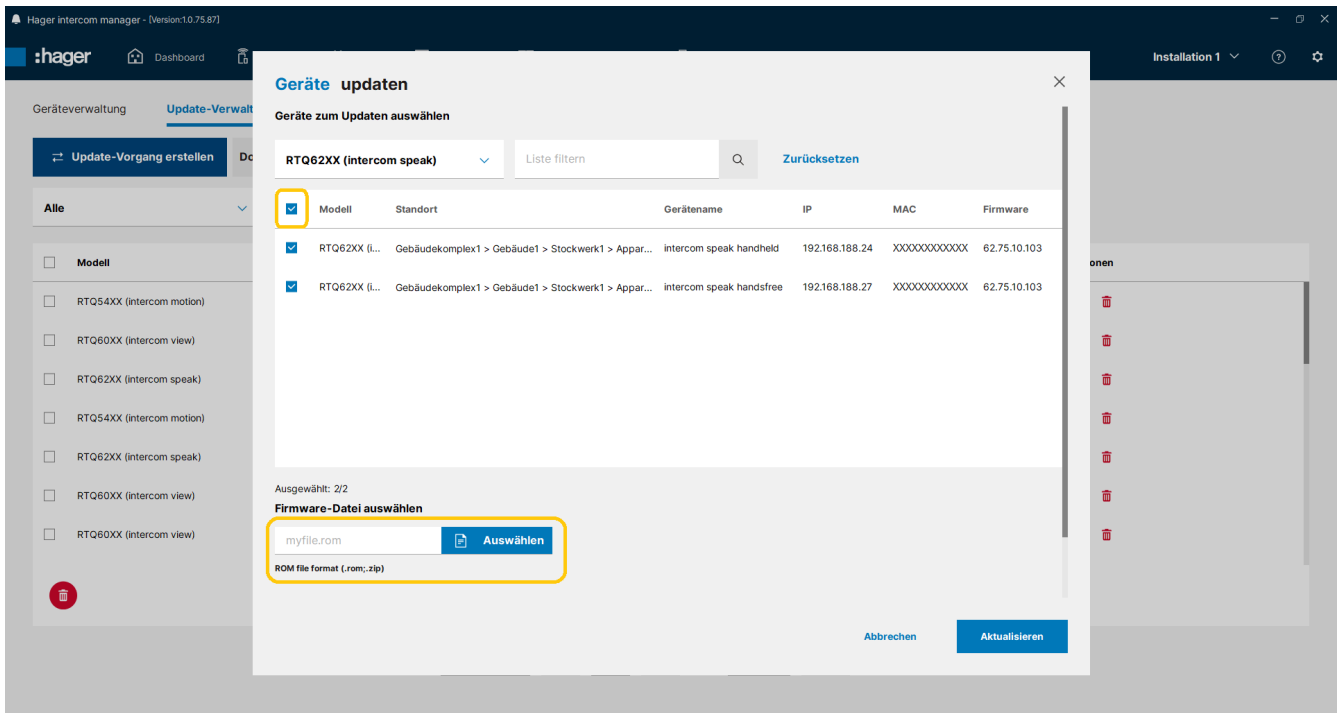 Hager intercom manager - [Version:1.0.75.87]
:hager Dashboard Installation 1
Geräteverwaltung Update-Verwalt
Update-Vorgang erstellen Do
Alle
Modell onen
RTQ54XX (intercom motion)
RTQ60XX (intercom view)
RTQ62XX (intercom speak)
RTQ54XX (intercom motion)
RTQ62XX (intercom speak)
RTQ60XX (intercom view)
RTQ60XX (intercom view)
Geräte updaten
Geräte zum Updaten auswählen
RTQ62XX (intercom speak) Liste filtern Zurücksetzen
Modell Standort Gerätename IP MAC Firmware
RTQ62XX (i... Gebäudekomplex1 > Gebäude1 > Stockwerk1 > Appar... intercom speak handheld 192.168.188.24 XXXXXXXXXXXX 62.75.10.103
RTQ62XX (i... Gebäudekomplex1 > Gebäude1 > Stockwerk1 > Appar... intercom speak handsfree 192.168.188.27 XXXXXXXXXXXX 62.75.10.103
Ausgewählt: 2/2
Firmware-Datei auswählen
myfile.rom Auswählen
ROM file format (.rom;.zip)
Abbrechen Aktualisieren